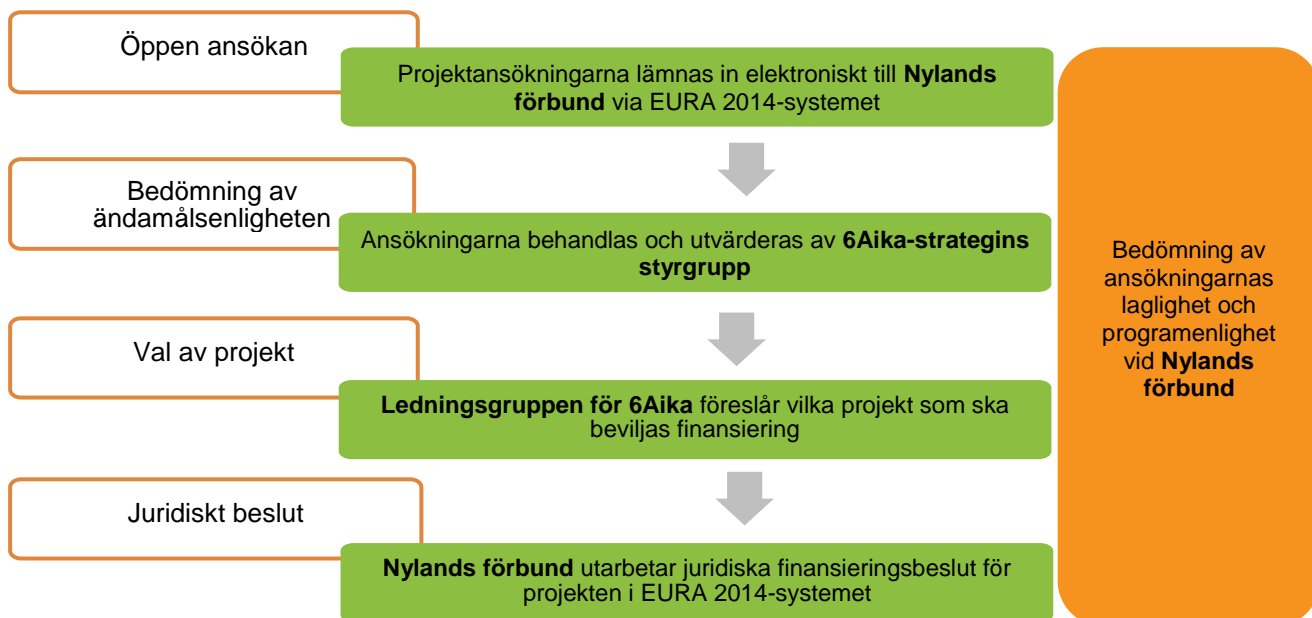 Öppen ansökan
Projektansökningarna lämnas in elektroniskt till Nylands
förbund via EURA 2014-systemet
Bedömning av
ändamålsenligheten
Ansökningarna behandlas och utvärderas av 6Aika-strategins
styrgrupp
Val av projekt
Ledningsgruppen för 6Aika föreslår vilka projekt som ska
beviljas finansiering
Juridiskt beslut
Nylands förbund utarbetar juridiska finansieringsbeslut för
projekten i EURA 2014-systemet
Bedömning av
ansökningarnas
laglighet och
programenlighet
vid Nylands
förbund